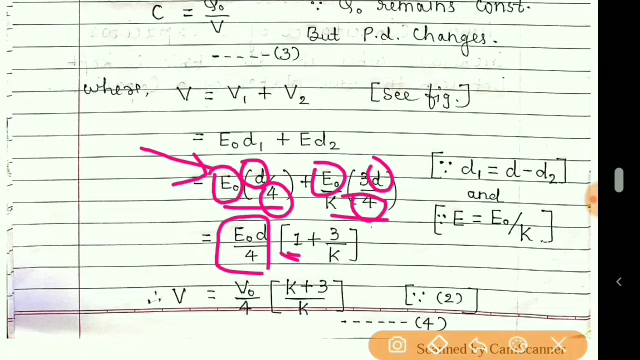 C = Q₀/V ∵ Q₀ remains Const.
But P.d. Changes.
-----(3)
where, V = V₁ + V₂ [See fig.]
= E₀d₁ + Ed₂
= E₀(d/4) + E₀/K(3d/4) [∵ d₁ = d-d₂]
and
= E₀d/4 [1 + 3/K] [∵ E = E₀/K]
∴ V = V₀/4 [K+3/K] [∵ (2)]
------(4)
Scanned by CamScanner